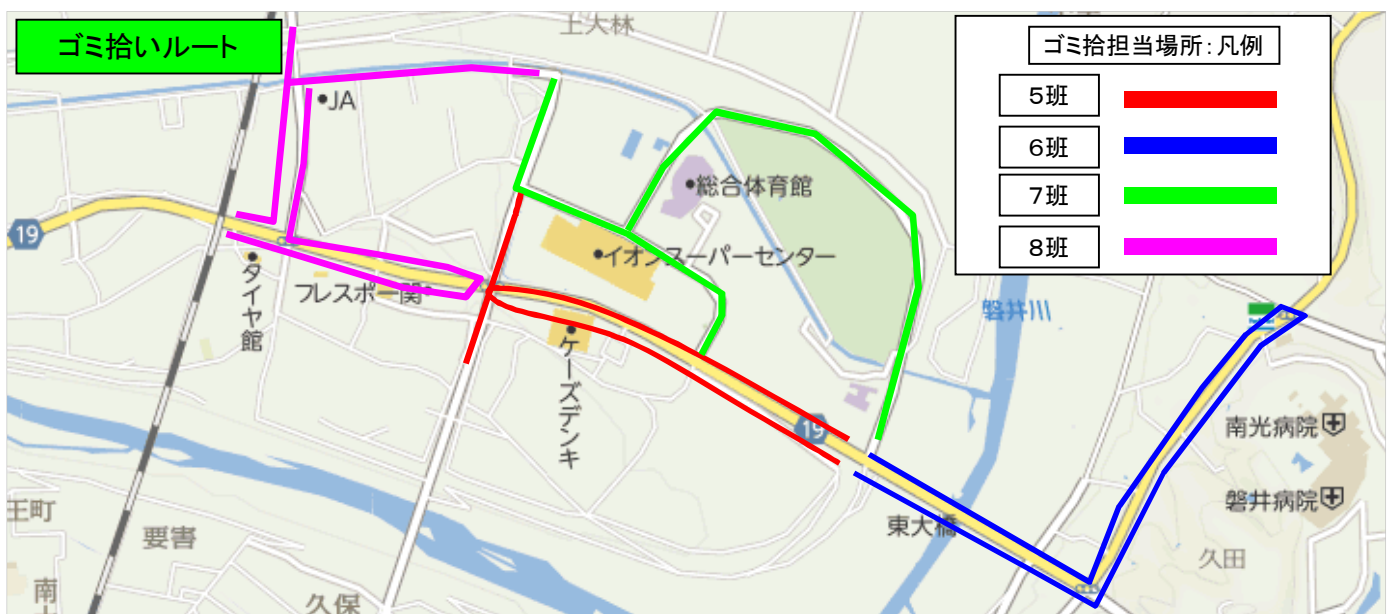 ゴミ拾いルート
上大林
ゴミ拾担当場所：凡例
5班
6班
7班
8班
JA
総合体育館
19
イオンスーパーセンター
タイヤ館
フレスポ一関
ケーズデンキ
磐井川
19
南光病院
磐井病院
東大橋
王町
要害
久田
南
久保